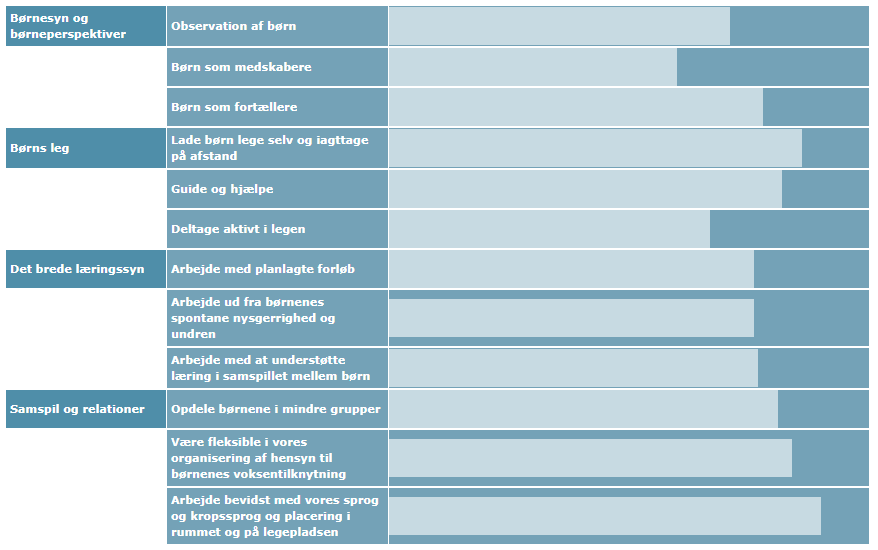 Børnesyn og
børneperspektiver
Observation af børn
Børn som medskabere
Børn som fortællere
Børns leg
Lade børn lege selv og iagttage
på afstand
Guide og hjælpe
Deltage aktivt i legen
Det brede læringssyn
Arbejde med planlagte forløb
Arbejde ud fra børnenes
spontane nysgerrighed og
undren
Arbejde med at understøtte
læring i samspillet mellem børn
Samspil og relationer
Opdele børnene i mindre grupper
Være fleksible i vores
organisering af hensyn til
børnenes voksentilknytning
Arbejde bevidst med vores sprog
og kropssprog og placering i
rummet og på legepladsen